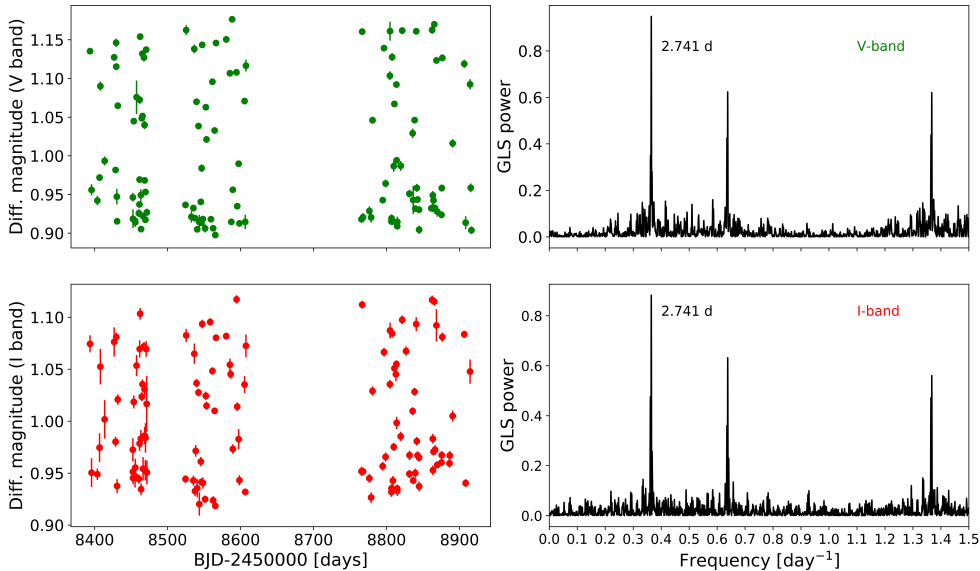 Diff. magnitude (V band)
1.15
1.10
1.05
1.00
0.95
0.90
GLS power
0.8
0.6
0.4
0.2
0.0
2.741 d
V-band
Diff. magnitude (I band)
1.10
1.05
1.00
0.95
0.90
8400 8500 8600 8700 8800 8900
BJD-2450000 [days]
GLS power
0.8
0.6
0.4
0.2
0.0
2.741 d
I-band
0.0 0.1 0.2 0.3 0.4 0.5 0.6 0.7 0.8 0.9 1.0 1.1 1.2 1.3 1.4 1.5
Frequency [day⁻¹]